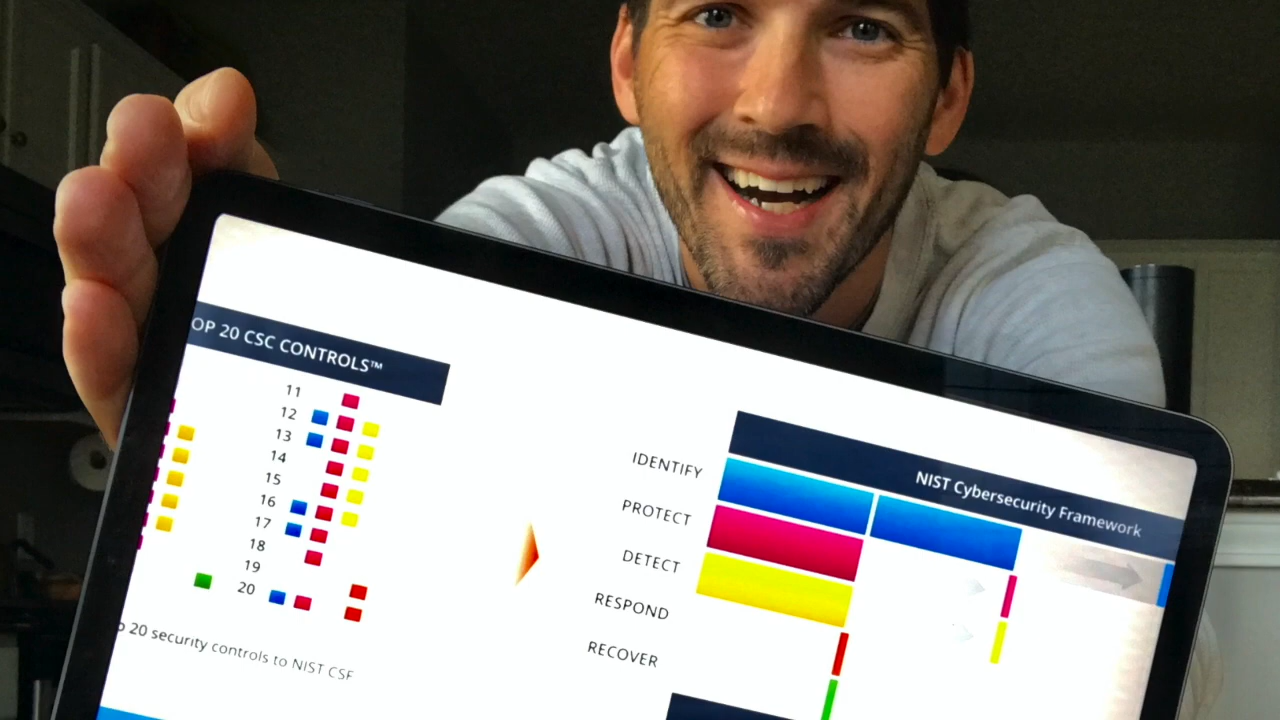 OP 20 CSC CONTROLS™
11
12
13
14
15
16
17
18
19
20
20 security controls to NIST CSF
NIST Cybersecurity Framework
IDENTIFY
PROTECT
DETECT
RESPOND
RECOVER